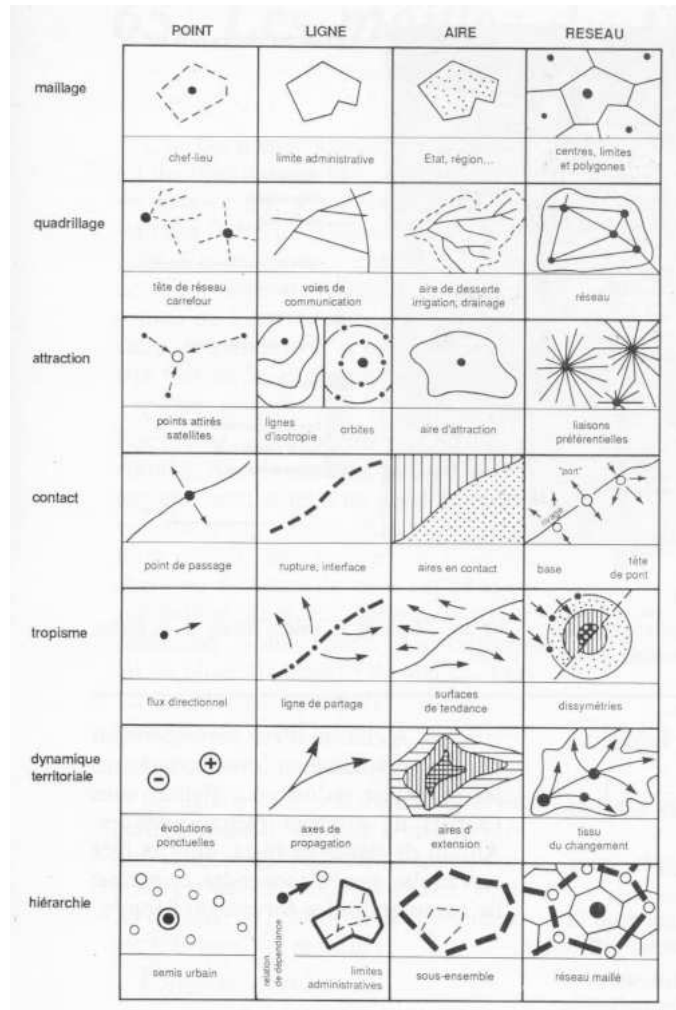 POINT LIGNE AIRE RESEAU
maillage
chef-lieu
limite administrative
Etat, région...
centres, limites
et polygones
quadrillage
tête de réseau
carrefour
voies de
communication
aire de desserte
irrigation, drainage
réseau
attraction
points attirés
satellites
lignes
d'isotropie
orbites
aire d'attraction
liaisons
préférentielles
contact
"port"
rivage
point de passage
rupture, interface
aires en contact
base
tête
de pont
tropisme
flux directionnel
ligne de partage
surfaces
de tendance
dissymétries
dynamique
territoriale
évolutions
ponctuelles
axes de
propagation
aires d'
extension
tissu
du changement
hiérarchie
semis urbain
relation
de dépendance
limites
administratives
sous-ensemble
réseau maillé